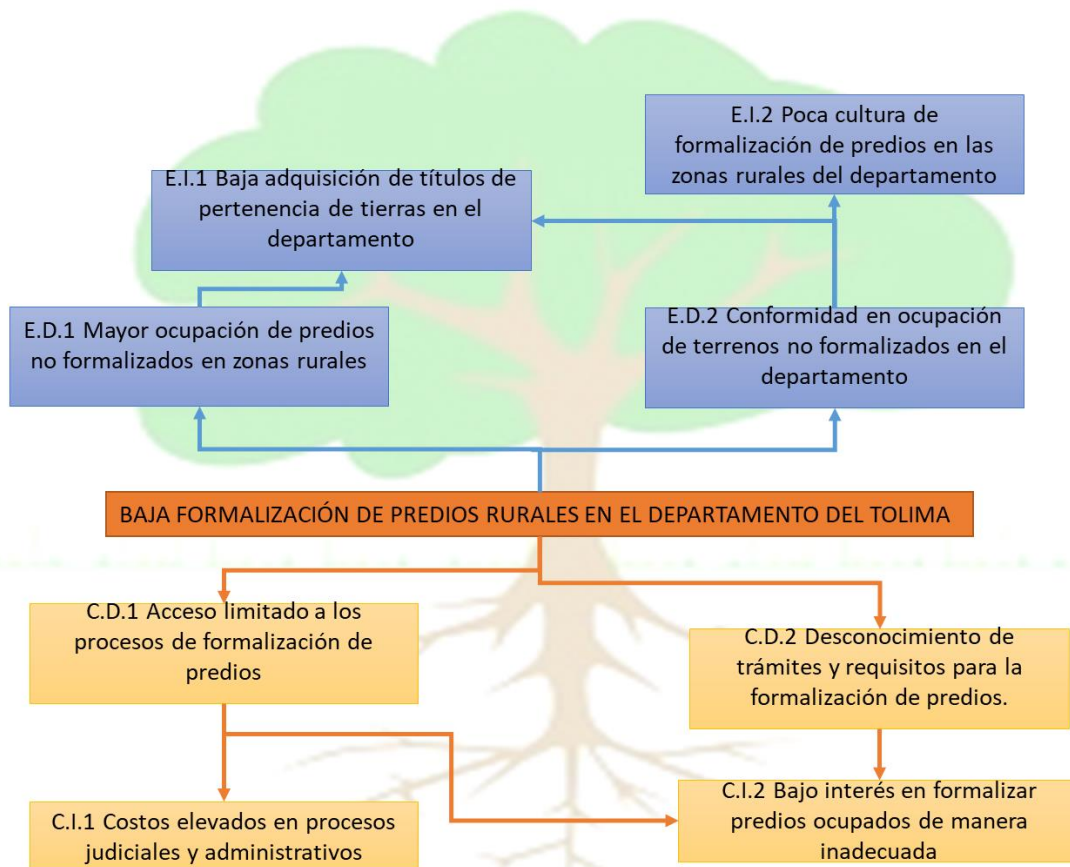 E.I.2 Poca cultura de
formalización de predios en las
zonas rurales del departamento
E.I.1 Baja adquisición de títulos de
pertenencia de tierras en el
departamento
E.D.1 Mayor ocupación de predios
no formalizados en zonas rurales
E.D.2 Conformidad en ocupación
de terrenos no formalizados en el
departamento
BAJA FORMALIZACIÓN DE PREDIOS RURALES EN EL DEPARTAMENTO DEL TOLIMA
C.D.1 Acceso limitado a los
procesos de formalización de
predios
C.D.2 Desconocimiento de
trámites y requisitos para la
formalización de predios.
C.I.1 Costos elevados en procesos
judiciales y administrativos
C.I.2 Bajo interés en formalizar
predios ocupados de manera
inadecuada